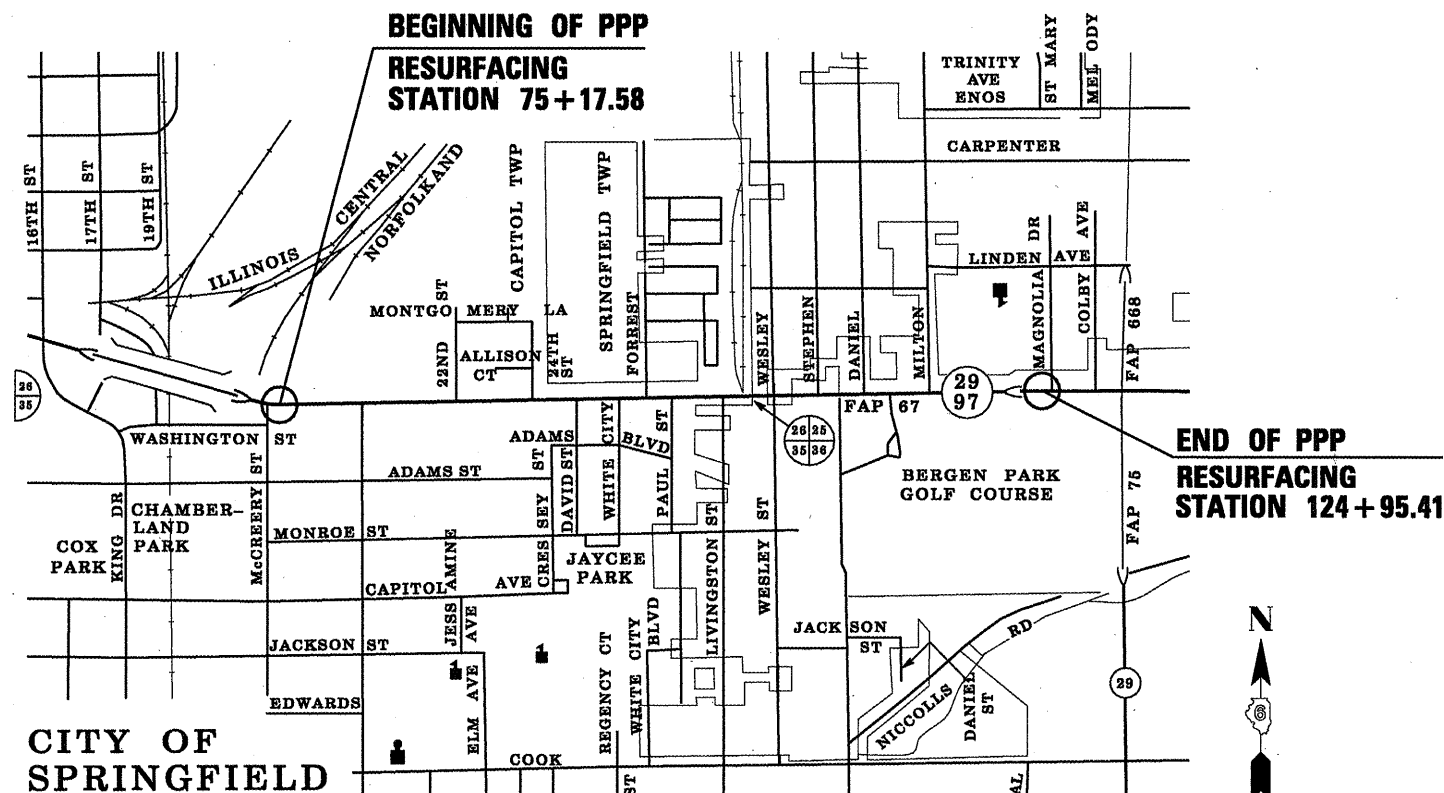 BEGINNING OF PPP
RESURFACING
STATION 75+17.58
TRINITY
AVE
ENOS
ST MARY
MEL ODY
CARPENTER
16TH ST
17TH ST
19TH ST
ILLINOIS CENTRAL
NORFOLKAND
CAPITOL TWP
SPRINGFIELD TWP
FORREST
LINDEN AVE
MAGNOLIA DR
COLBY AVE
FAP 668
MONTGO MERY LA
ST
22ND
ALLISON
CT
24TH
ST
WESLEY
STEPHEN
DANIEL
MILTON
26
35
29
97
FAP 67
26 25
35 36
WASHINGTON ST
ADAMS BLVD
ADAMS ST
KING DR
CHAMBER-
LAND
PARK
COX
PARK
McCREERY ST
MONROE ST
CRES SEY ST
DAVID ST
WHITE CITY
PAUL ST
JAYCEE
PARK
LIVINGSTON ST
WESLEY ST
BERGEN PARK
GOLF COURSE
END OF PPP
RESURFACING
STATION 124+95.41
FAP 75
CAPITOL AVE
JESS AMINE
AVE
JACKSON ST
EDWARDS
ELM AVE
REGENCY CT
WHITE CITY
BLVD
JACK SON
ST
NICCOLLS RD
DANIEL
ST
29
N
6
CITY OF
SPRINGFIELD
COOK
ST
AL